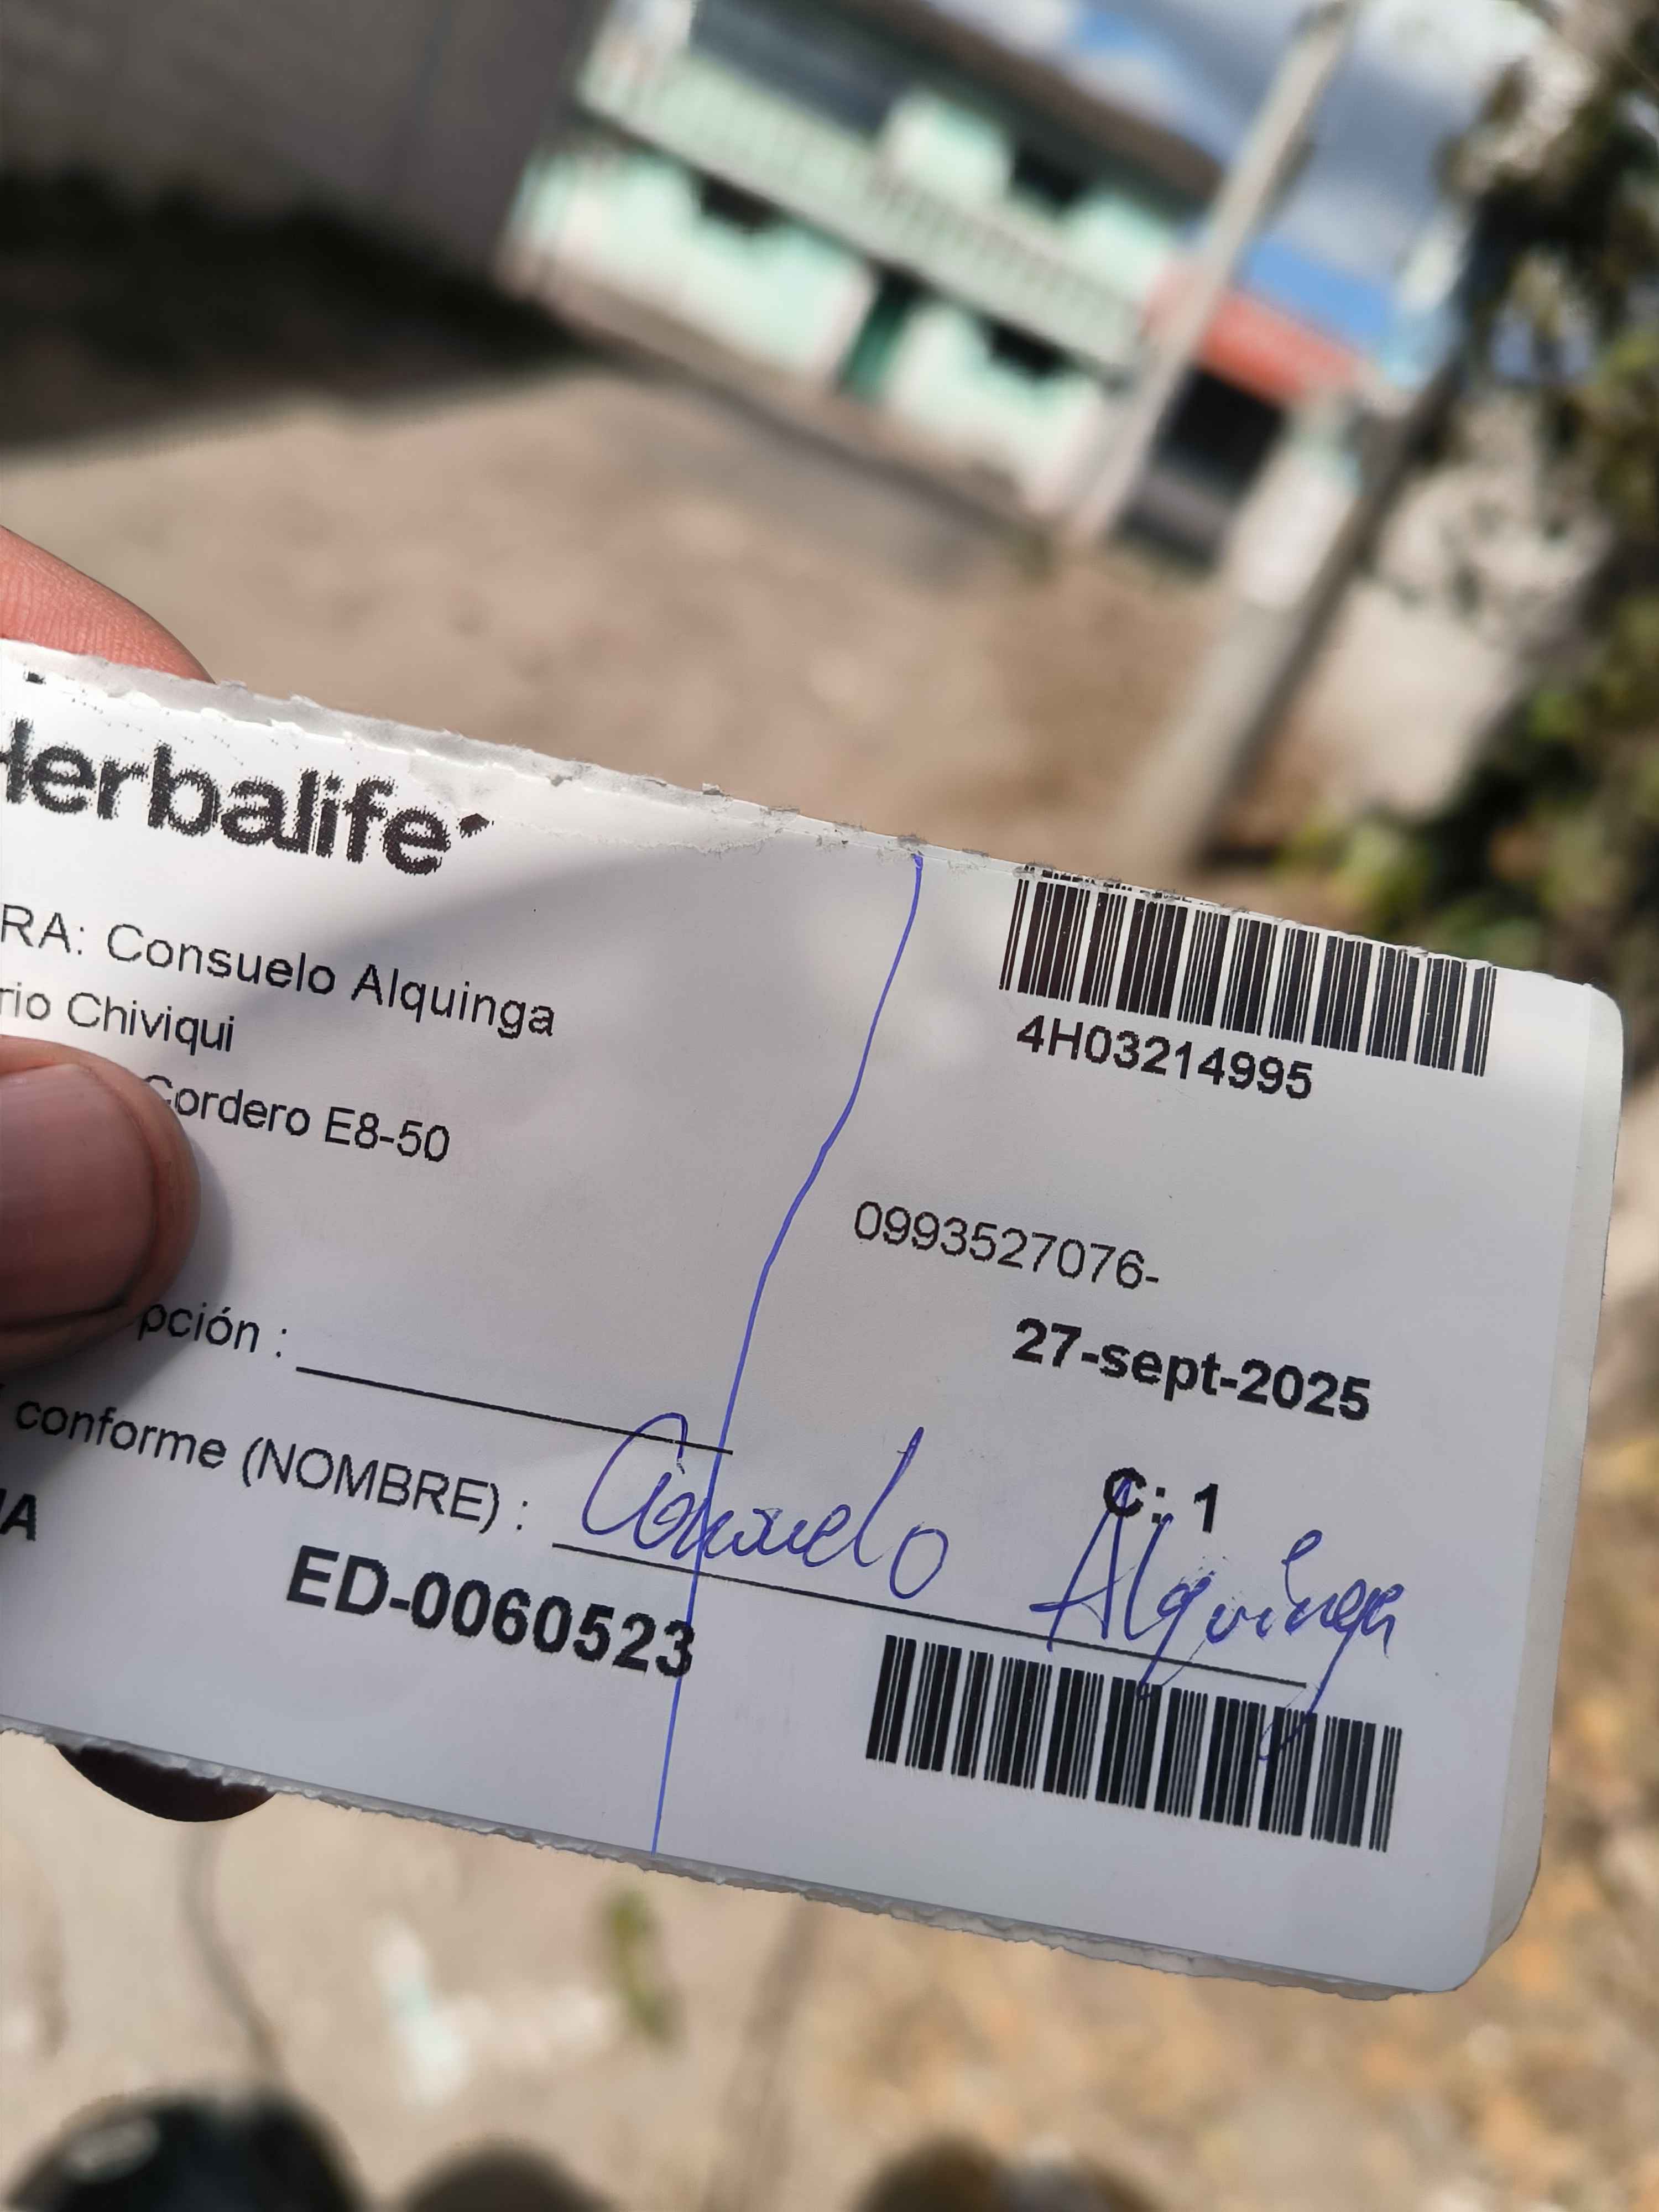 Herbalife
RA: Consuelo Alquinga
4H03214995
rio Chiviqui
Cordero E8-50
0993527076-
27-sept-2025
pción :
C: 1
conforme (NOMBRE) : Consuelo Alquinga
IA
ED-0060523